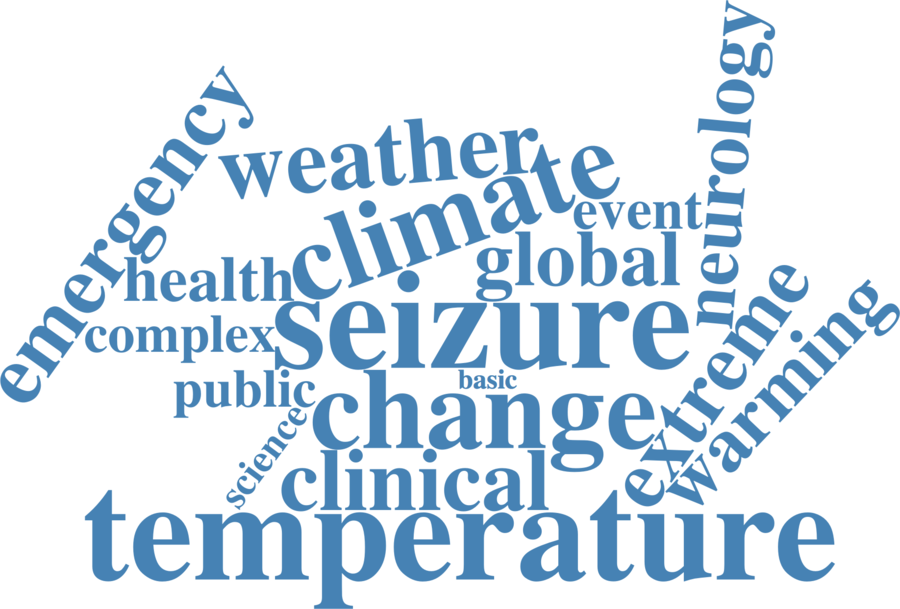 neurology
emergency
weather
climate
event
global
health
seizure
extreme
warming
complex
public
basic
change
science
clinical
temperature